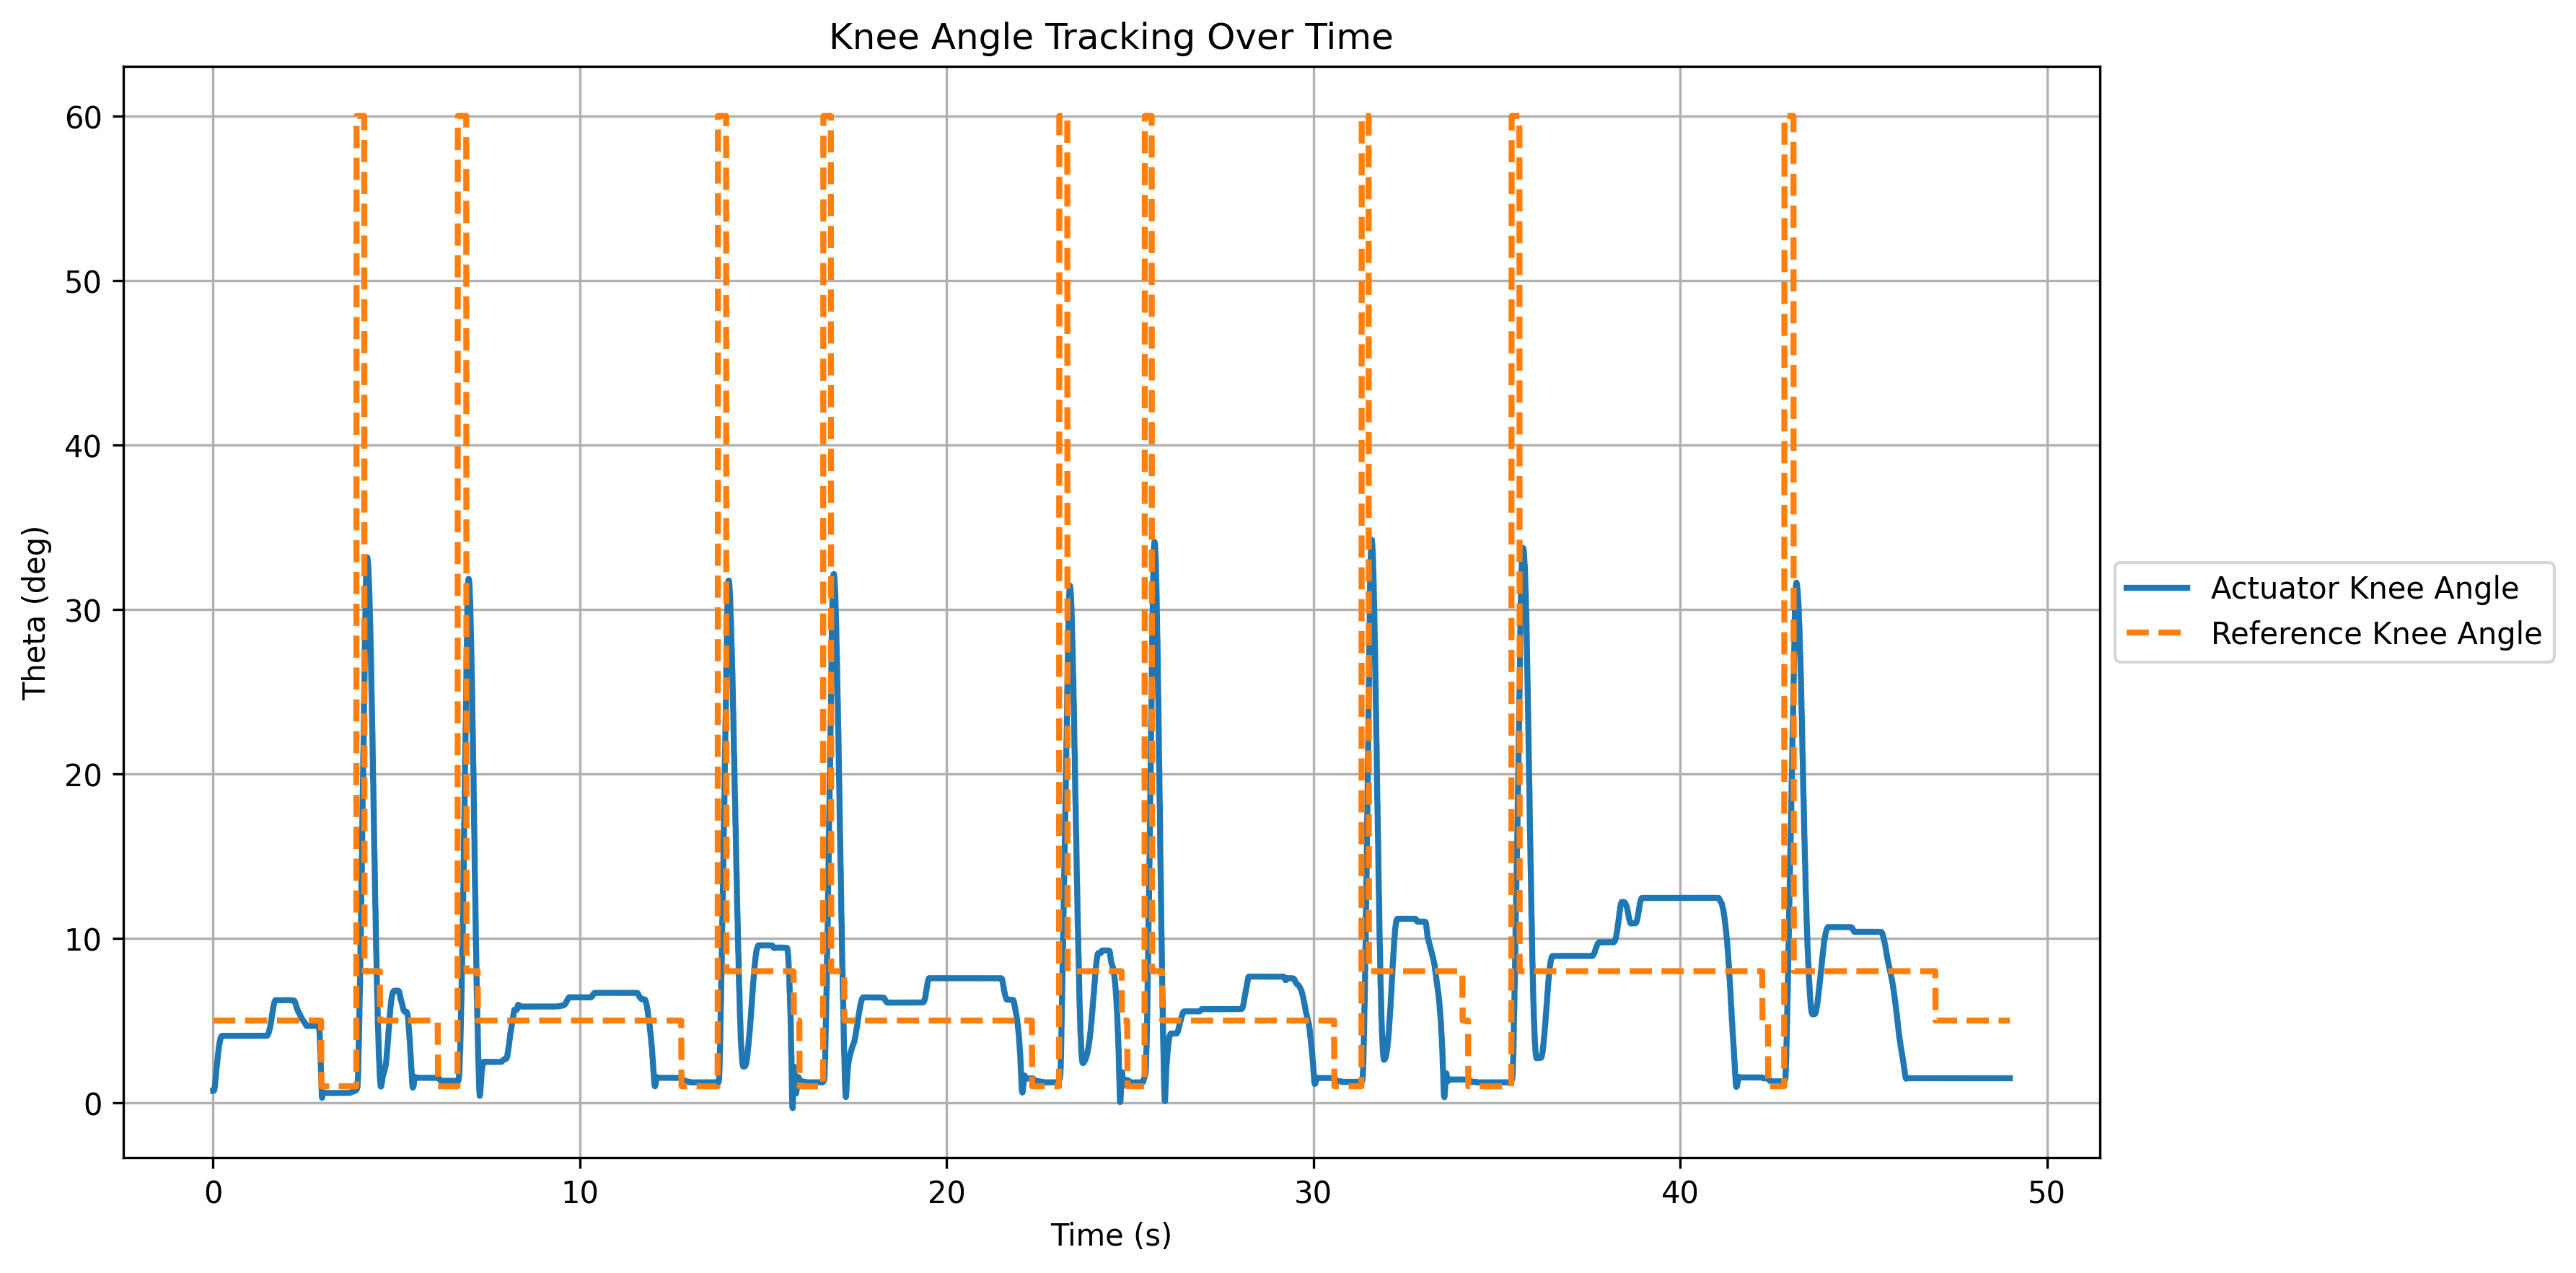 Knee Angle Tracking Over Time
60
50
40
30
20
10
0
Theta (deg)
0 10 20 30 40 50
Time (s)
Actuator Knee Angle
Reference Knee Angle